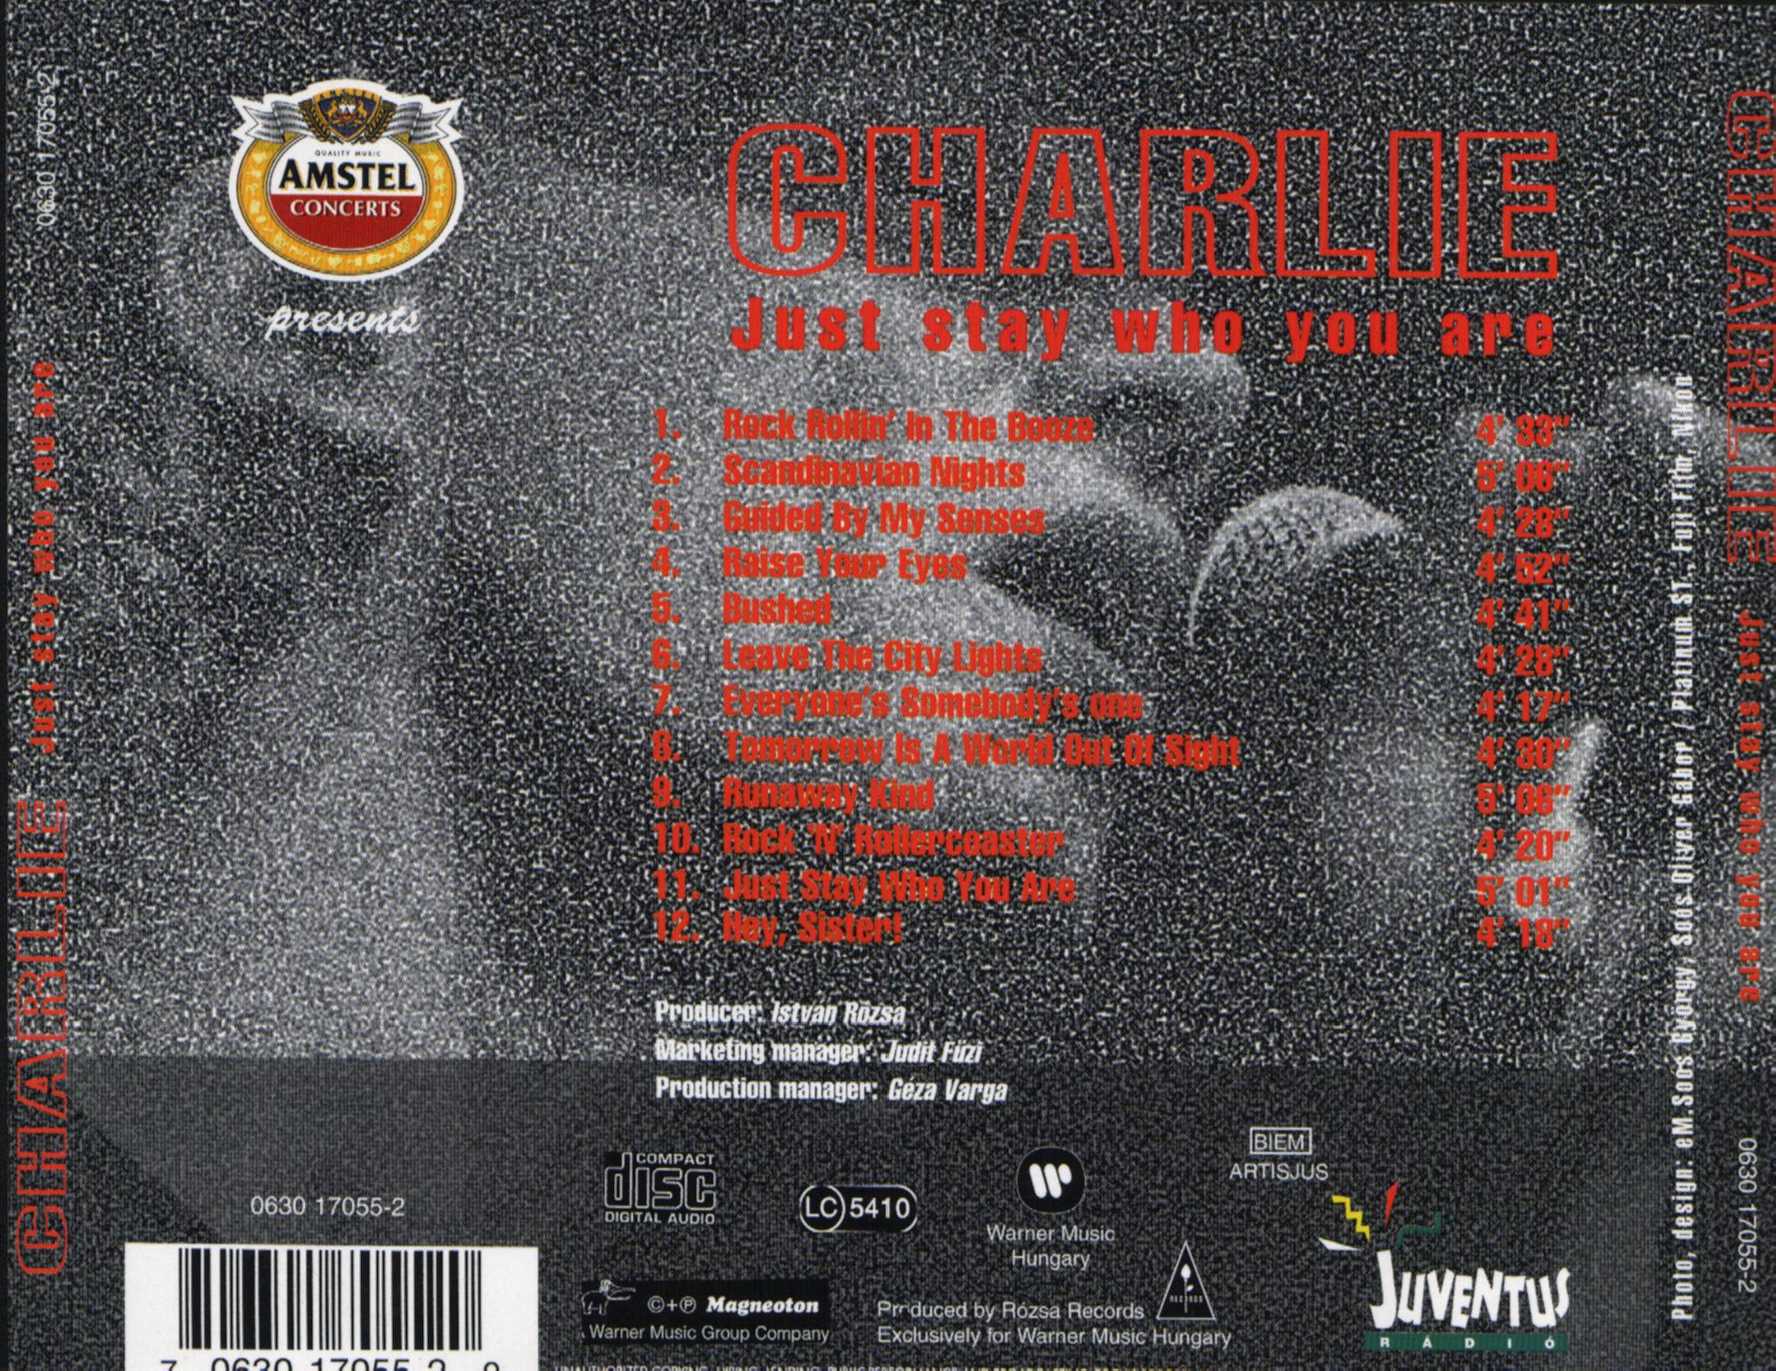 QUALITY MUSIC
AMSTEL
CONCERTS
presents
CHARLIE
Just stay who you are
1. Rock Rollin' In The Booze 4' 33"
2. Scandinavian Nights 5' 06"
3. Guided By My Senses 4' 28"
4. Raise Your Eyes 4' 52"
5. Bushed 4' 41"
6. Leave The City Lights 4' 28"
7. Everyone's Somebody's one 4' 17"
8. Tomorrow Is A World Out Of Sight 4' 30"
9. Runaway Kind 5' 06"
10. Rock 'N' Rollercoaster 4' 20"
11. Just Stay Who You Are 5' 01"
12. Hey, Sister! 4' 18"
Producer: István Rózsa
Marketing manager: Judit Füzi
Production manager: Géza Varga
0630 17055-2
COMPACT
disc
DIGITAL AUDIO
LC 5410
Warner Music
Hungary
BIEM
ARTISJUS
©+℗ Magneoton
A Warner Music Group Company
Produced by Rózsa Records
Exclusively for Warner Music Hungary
RECORDS
JUVENTUS
RÁDIÓ
7 0630 17055 2
CHARLIE Just stay who you are 0630 17055-2
CHARLIE Just stay who you are 0630 17055-2
Photo, design: eM.Soós György, Soós Olivér Gábor / Platinum ST., Fuji Film, Nikon